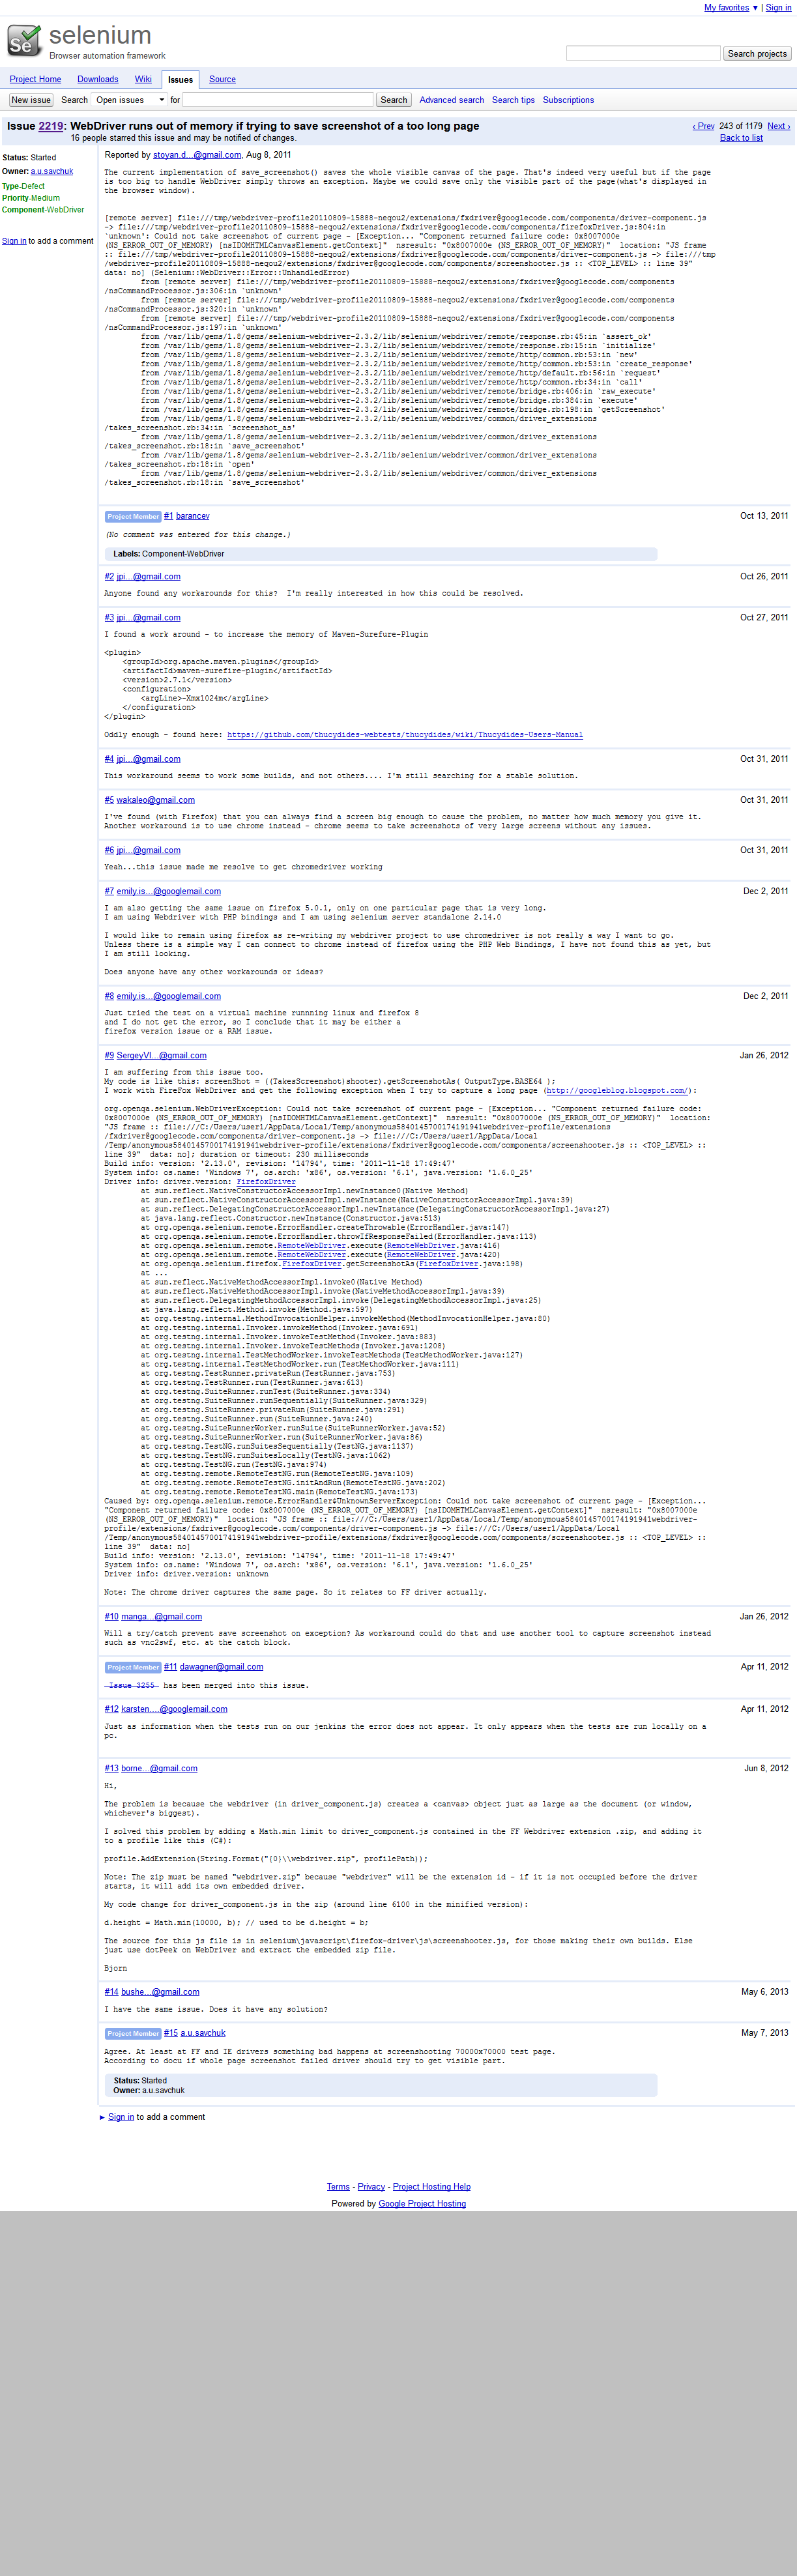 My favorites ▼ | Sign in
selenium
Browser automation framework
Search projects
Project Home Downloads Wiki Issues Source
New issue Search Open issues for Search Advanced search Search tips Subscriptions
Issue 2219: WebDriver runs out of memory if trying to save screenshot of a too long page
16 people starred this issue and may be notified of changes.
‹ Prev 243 of 1179 Next ›
Back to list
Status: Started
Owner: a.u.savchuk
Type-Defect
Priority-Medium
Component-WebDriver
Sign in to add a comment
Reported by stoyan.d...@gmail.com, Aug 8, 2011
The current implementation of save_screenshot() saves the whole visible canvas of the page. That's indeed very useful but if the page
is too big to handle WebDriver simply throws an exception. Maybe we could save only the visible part of the page(what's displayed in
the browser window).
[remote server] file:///tmp/webdriver-profile20110809-15888-neqou2/extensions/fxdriver@googlecode.com/components/driver-component.js
-> file:///tmp/webdriver-profile20110809-15888-neqou2/extensions/fxdriver@googlecode.com/components/firefoxDriver.js:804:in
`unknown': Could not take screenshot of current page - [Exception... "Component returned failure code: 0x8007000e
(NS_ERROR_OUT_OF_MEMORY) [nsIDOMHTMLCanvasElement.getContext]" nsresult: "0x8007000e (NS_ERROR_OUT_OF_MEMORY)" location: "JS frame
:: file:///tmp/webdriver-profile20110809-15888-neqou2/extensions/fxdriver@googlecode.com/components/driver-component.js -> file:///tmp
/webdriver-profile20110809-15888-neqou2/extensions/fxdriver@googlecode.com/components/screenshooter.js :: <TOP_LEVEL> :: line 39"
data: no] (Selenium::WebDriver::Error::UnhandledError)
from [remote server] file:///tmp/webdriver-profile20110809-15888-neqou2/extensions/fxdriver@googlecode.com/components
/nsCommandProcessor.js:306:in `unknown'
from [remote server] file:///tmp/webdriver-profile20110809-15888-neqou2/extensions/fxdriver@googlecode.com/components
/nsCommandProcessor.js:320:in `unknown'
from [remote server] file:///tmp/webdriver-profile20110809-15888-neqou2/extensions/fxdriver@googlecode.com/components
/nsCommandProcessor.js:197:in `unknown'
from /var/lib/gems/1.8/gems/selenium-webdriver-2.3.2/lib/selenium/webdriver/remote/response.rb:45:in `assert_ok'
from /var/lib/gems/1.8/gems/selenium-webdriver-2.3.2/lib/selenium/webdriver/remote/response.rb:15:in `initialize'
from /var/lib/gems/1.8/gems/selenium-webdriver-2.3.2/lib/selenium/webdriver/remote/http/common.rb:53:in `new'
from /var/lib/gems/1.8/gems/selenium-webdriver-2.3.2/lib/selenium/webdriver/remote/http/common.rb:53:in `create_response'
from /var/lib/gems/1.8/gems/selenium-webdriver-2.3.2/lib/selenium/webdriver/remote/http/default.rb:56:in `request'
from /var/lib/gems/1.8/gems/selenium-webdriver-2.3.2/lib/selenium/webdriver/remote/http/common.rb:34:in `call'
from /var/lib/gems/1.8/gems/selenium-webdriver-2.3.2/lib/selenium/webdriver/remote/bridge.rb:406:in `raw_execute'
from /var/lib/gems/1.8/gems/selenium-webdriver-2.3.2/lib/selenium/webdriver/remote/bridge.rb:384:in `execute'
from /var/lib/gems/1.8/gems/selenium-webdriver-2.3.2/lib/selenium/webdriver/remote/bridge.rb:198:in `getScreenshot'
from /var/lib/gems/1.8/gems/selenium-webdriver-2.3.2/lib/selenium/webdriver/common/driver_extensions
/takes_screenshot.rb:34:in `screenshot_as'
from /var/lib/gems/1.8/gems/selenium-webdriver-2.3.2/lib/selenium/webdriver/common/driver_extensions
/takes_screenshot.rb:18:in `save_screenshot'
from /var/lib/gems/1.8/gems/selenium-webdriver-2.3.2/lib/selenium/webdriver/common/driver_extensions
/takes_screenshot.rb:18:in `open'
from /var/lib/gems/1.8/gems/selenium-webdriver-2.3.2/lib/selenium/webdriver/common/driver_extensions
/takes_screenshot.rb:18:in `save_screenshot'
Project Member #1 barancev Oct 13, 2011
(No comment was entered for this change.)
Labels: Component-WebDriver
#2 jpi...@gmail.com Oct 26, 2011
Anyone found any workarounds for this? I'm really interested in how this could be resolved.
#3 jpi...@gmail.com Oct 27, 2011
I found a work around - to increase the memory of Maven-Surefure-Plugin
<plugin>
<groupId>org.apache.maven.plugins</groupId>
<artifactId>maven-surefire-plugin</artifactId>
<version>2.7.1</version>
<configuration>
<argLine>-Xmx1024m</argLine>
</configuration>
</plugin>
Oddly enough - found here: https://github.com/thucydides-webtests/thucydides/wiki/Thucydides-Users-Manual
#4 jpi...@gmail.com Oct 31, 2011
This workaround seems to work some builds, and not others.... I'm still searching for a stable solution.
#5 wakaleo@gmail.com Oct 31, 2011
I've found (with Firefox) that you can always find a screen big enough to cause the problem, no matter how much memory you give it.
Another workaround is to use chrome instead - chrome seems to take screenshots of very large screens without any issues.
#6 jpi...@gmail.com Oct 31, 2011
Yeah...this issue made me resolve to get chromedriver working
#7 emily.is...@googlemail.com Dec 2, 2011
I am also getting the same issue on firefox 5.0.1, only on one particular page that is very long.
I am using Webdriver with PHP bindings and I am using selenium server standalone 2.14.0
I would like to remain using firefox as re-writing my webdriver project to use chromedriver is not really a way I want to go.
Unless there is a simple way I can connect to chrome instead of firefox using the PHP Web Bindings, I have not found this as yet, but
I am still looking.
Does anyone have any other workarounds or ideas?
#8 emily.is...@googlemail.com Dec 2, 2011
Just tried the test on a virtual machine runnning linux and firefox 8
and I do not get the error, so I conclude that it may be either a
firefox version issue or a RAM issue.
#9 SergeyVl...@gmail.com Jan 26, 2012
I am suffering from this issue too.
My code is like this: screenShot = ((TakesScreenshot)shooter).getScreenshotAs( OutputType.BASE64 );
I work with FireFox WebDriver and get the following exception when I try to capture a long page (http://googleblog.blogspot.com/):
org.openqa.selenium.WebDriverException: Could not take screenshot of current page - [Exception... "Component returned failure code:
0x8007000e (NS_ERROR_OUT_OF_MEMORY) [nsIDOMHTMLCanvasElement.getContext]" nsresult: "0x8007000e (NS_ERROR_OUT_OF_MEMORY)" location:
"JS frame :: file:///C:/Users/user1/AppData/Local/Temp/anonymous5840145700174191941webdriver-profile/extensions
/fxdriver@googlecode.com/components/driver-component.js -> file:///C:/Users/user1/AppData/Local
/Temp/anonymous5840145700174191941webdriver-profile/extensions/fxdriver@googlecode.com/components/screenshooter.js :: <TOP_LEVEL> ::
line 39" data: no]; duration or timeout: 230 milliseconds
Build info: version: '2.13.0', revision: '14794', time: '2011-11-18 17:49:47'
System info: os.name: 'Windows 7', os.arch: 'x86', os.version: '6.1', java.version: '1.6.0_25'
Driver info: driver.version: FirefoxDriver
at sun.reflect.NativeConstructorAccessorImpl.newInstance0(Native Method)
at sun.reflect.NativeConstructorAccessorImpl.newInstance(NativeConstructorAccessorImpl.java:39)
at sun.reflect.DelegatingConstructorAccessorImpl.newInstance(DelegatingConstructorAccessorImpl.java:27)
at java.lang.reflect.Constructor.newInstance(Constructor.java:513)
at org.openqa.selenium.remote.ErrorHandler.createThrowable(ErrorHandler.java:147)
at org.openqa.selenium.remote.ErrorHandler.throwIfResponseFailed(ErrorHandler.java:113)
at org.openqa.selenium.remote.RemoteWebDriver.execute(RemoteWebDriver.java:416)
at org.openqa.selenium.remote.RemoteWebDriver.execute(RemoteWebDriver.java:420)
at org.openqa.selenium.firefox.FirefoxDriver.getScreenshotAs(FirefoxDriver.java:198)
at ...
at sun.reflect.NativeMethodAccessorImpl.invoke0(Native Method)
at sun.reflect.NativeMethodAccessorImpl.invoke(NativeMethodAccessorImpl.java:39)
at sun.reflect.DelegatingMethodAccessorImpl.invoke(DelegatingMethodAccessorImpl.java:25)
at java.lang.reflect.Method.invoke(Method.java:597)
at org.testng.internal.MethodInvocationHelper.invokeMethod(MethodInvocationHelper.java:80)
at org.testng.internal.Invoker.invokeMethod(Invoker.java:691)
at org.testng.internal.Invoker.invokeTestMethod(Invoker.java:883)
at org.testng.internal.Invoker.invokeTestMethods(Invoker.java:1208)
at org.testng.internal.TestMethodWorker.invokeTestMethods(TestMethodWorker.java:127)
at org.testng.internal.TestMethodWorker.run(TestMethodWorker.java:111)
at org.testng.TestRunner.privateRun(TestRunner.java:753)
at org.testng.TestRunner.run(TestRunner.java:613)
at org.testng.SuiteRunner.runTest(SuiteRunner.java:334)
at org.testng.SuiteRunner.runSequentially(SuiteRunner.java:329)
at org.testng.SuiteRunner.privateRun(SuiteRunner.java:291)
at org.testng.SuiteRunner.run(SuiteRunner.java:240)
at org.testng.SuiteRunnerWorker.runSuite(SuiteRunnerWorker.java:52)
at org.testng.SuiteRunnerWorker.run(SuiteRunnerWorker.java:86)
at org.testng.TestNG.runSuitesSequentially(TestNG.java:1137)
at org.testng.TestNG.runSuitesLocally(TestNG.java:1062)
at org.testng.TestNG.run(TestNG.java:974)
at org.testng.remote.RemoteTestNG.run(RemoteTestNG.java:109)
at org.testng.remote.RemoteTestNG.initAndRun(RemoteTestNG.java:202)
at org.testng.remote.RemoteTestNG.main(RemoteTestNG.java:173)
Caused by: org.openqa.selenium.remote.ErrorHandler$UnknownServerException: Could not take screenshot of current page - [Exception...
"Component returned failure code: 0x8007000e (NS_ERROR_OUT_OF_MEMORY) [nsIDOMHTMLCanvasElement.getContext]" nsresult: "0x8007000e
(NS_ERROR_OUT_OF_MEMORY)" location: "JS frame :: file:///C:/Users/user1/AppData/Local/Temp/anonymous5840145700174191941webdriver-
profile/extensions/fxdriver@googlecode.com/components/driver-component.js -> file:///C:/Users/user1/AppData/Local
/Temp/anonymous5840145700174191941webdriver-profile/extensions/fxdriver@googlecode.com/components/screenshooter.js :: <TOP_LEVEL> ::
line 39" data: no]
Build info: version: '2.13.0', revision: '14794', time: '2011-11-18 17:49:47'
System info: os.name: 'Windows 7', os.arch: 'x86', os.version: '6.1', java.version: '1.6.0_25'
Driver info: driver.version: unknown
Note: The chrome driver captures the same page. So it relates to FF driver actually.
#10 manga...@gmail.com Jan 26, 2012
Will a try/catch prevent save screenshot on exception? As workaround could do that and use another tool to capture screenshot instead
such as vnc2swf, etc. at the catch block.
Project Member #11 dawagner@gmail.com Apr 11, 2012
Issue 3255 has been merged into this issue.
#12 karsten....@googlemail.com Apr 11, 2012
Just as information when the tests run on our jenkins the error does not appear. It only appears when the tests are run locally on a
pc.
#13 borne...@gmail.com Jun 8, 2012
Hi,
The problem is because the webdriver (in driver_component.js) creates a <canvas> object just as large as the document (or window,
whichever's biggest).
I solved this problem by adding a Math.min limit to driver_component.js contained in the FF Webdriver extension .zip, and adding it
to a profile like this (C#):
profile.AddExtension(String.Format("{0}\\webdriver.zip", profilePath));
Note: The zip must be named "webdriver.zip" because "webdriver" will be the extension id - if it is not occupied before the driver
starts, it will add its own embedded driver.
My code change for driver_component.js in the zip (around line 6100 in the minified version):
d.height = Math.min(10000, b); // used to be d.height = b;
The source for this js file is in selenium\javascript\firefox-driver\js\screenshooter.js, for those making their own builds. Else
just use dotPeek on WebDriver and extract the embedded zip file.
Bjorn
#14 bushe...@gmail.com May 6, 2013
I have the same issue. Does it have any solution?
Project Member #15 a.u.savchuk May 7, 2013
Agree. At least at FF and IE drivers something bad happens at screenshooting 70000x70000 test page.
According to docu if whole page screenshot failed driver should try to get visible part.
Status: Started
Owner: a.u.savchuk
► Sign in to add a comment
Terms - Privacy - Project Hosting Help
Powered by Google Project Hosting